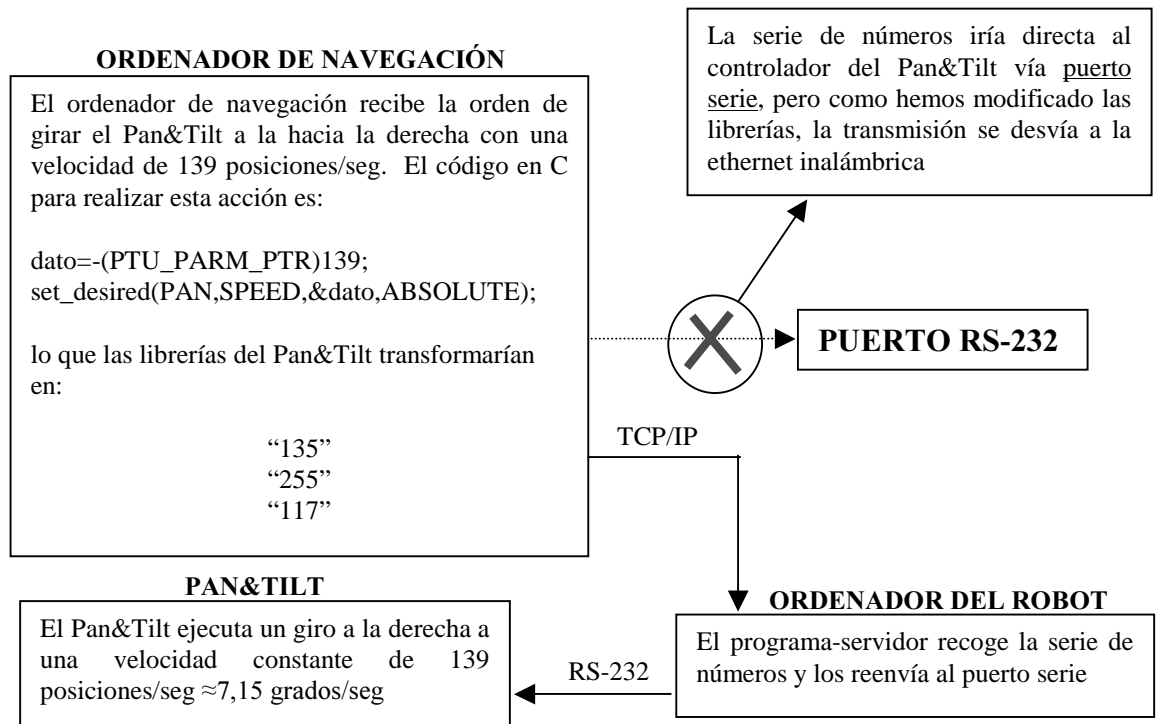 ORDENADOR DE NAVEGACIÓN
El ordenador de navegación recibe la orden de
girar el Pan&Tilt a la hacia la derecha con una
velocidad de 139 posiciones/seg. El código en C
para realizar esta acción es:
dato=-(PTU_PARM_PTR)139;
set_desired(PAN,SPEED,&dato,ABSOLUTE);
lo que las librerías del Pan&Tilt transformarían
en:
“135”
“255”
“117”
La serie de números iría directa al
controlador del Pan&Tilt vía puerto
serie, pero como hemos modificado las
librerías, la transmisión se desvía a la
ethernet inalámbrica
PUERTO RS-232
TCP/IP
ORDENADOR DEL ROBOT
El programa-servidor recoge la serie de
números y los reenvía al puerto serie
RS-232
PAN&TILT
El Pan&Tilt ejecuta un giro a la derecha a
una velocidad constante de 139
posiciones/seg ≈7,15 grados/seg